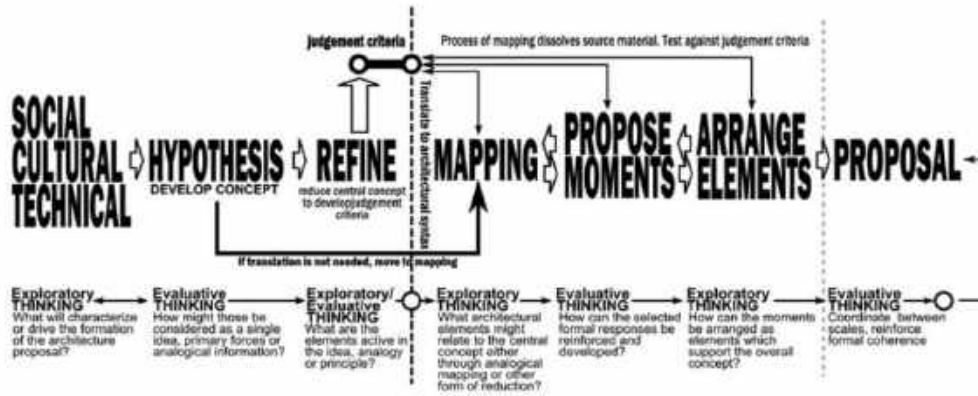 judgement criteria
Process of mapping dissolves source material. Test against judgement criteria
Translate to architectural syntax
SOCIAL
CULTURAL
TECHNICAL
HYPOTHESIS
DEVELOP CONCEPT
REFINE
reduce central concept
to developjudgement
criteria
MAPPING
PROPOSE
MOMENTS
ARRANGE
ELEMENTS
PROPOSAL
If translation is not needed, move to mapping
Exploratory
THINKING
What will characterize
or drive the formation
of the architecture
proposal?
Evaluative
THINKING
How might those be
considered as a single
idea, primary forces or
analogical information?
Exploratory/
Evaluative
THINKING
What are the
elements active in
the idea, analogy
or principle?
Exploratory
THINKING
What architectural
elements might
relate to the central
concept either
through analogical
mapping or other
form of reduction?
Evaluative
THINKING
How can the selected
formal responses be
reinforced and
developed?
Exploratory
THINKING
How can the moments
be arranged as
elements which
support the overall
concept?
Evaluative
THINKING
Coordinate between
scales, reinforce
formal coherence